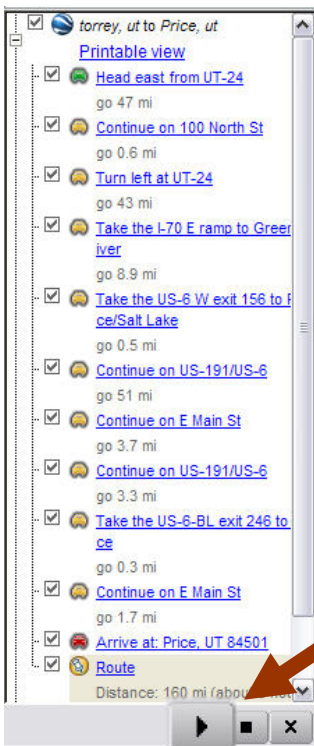 torrey, ut to Price, ut
Printable view
Head east from UT-24
go 47 mi
Continue on 100 North St
go 0.6 mi
Turn left at UT-24
go 43 mi
Take the I-70 E ramp to Green
iver
go 8.9 mi
Take the US-6 W exit 156 to P
ce/Salt Lake
go 0.5 mi
Continue on US-191/US-6
go 51 mi
Continue on E Main St
go 3.7 mi
Continue on US-191/US-6
go 3.3 mi
Take the US-6-BL exit 246 to
ce
go 0.3 mi
Continue on E Main St
go 1.7 mi
Arrive at: Price, UT 84501
Route
Distance: 160 mi